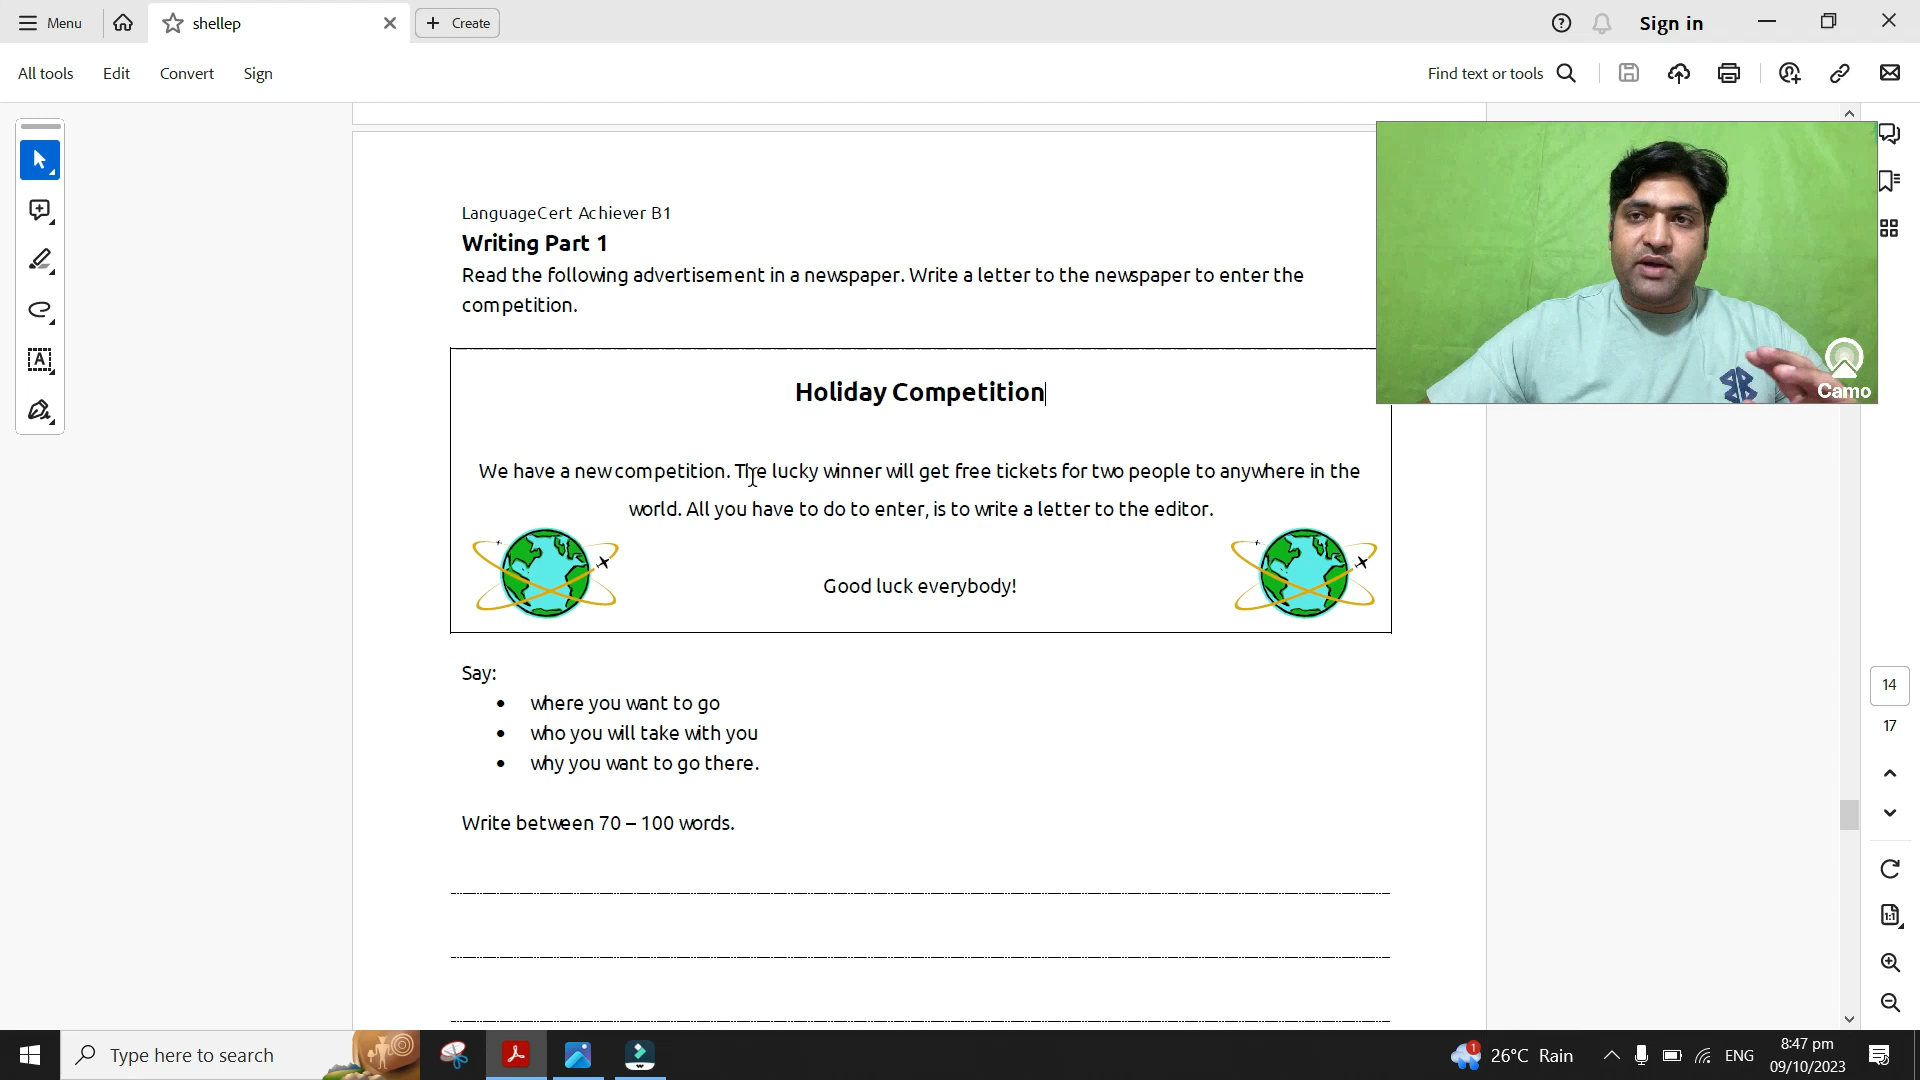 Menu
shellep
Create
Sign in
All tools
Edit
Convert
Sign
Find text or tools
LanguageCert Achiever B1
Writing Part 1
Read the following advertisement in a newspaper. Write a letter to the newspaper to enter the
competition.
Holiday Competition
We have a new competition. The lucky winner will get free tickets for two people to anywhere in the
world. All you have to do to enter, is to write a letter to the editor.
Good luck everybody!
Say:
• where you want to go
• who you will take with you
• why you want to go there.
Write between 70 – 100 words.
Camo
14
17
Type here to search
1
26°C Rain
ENG
8:47 pm
09/10/2023